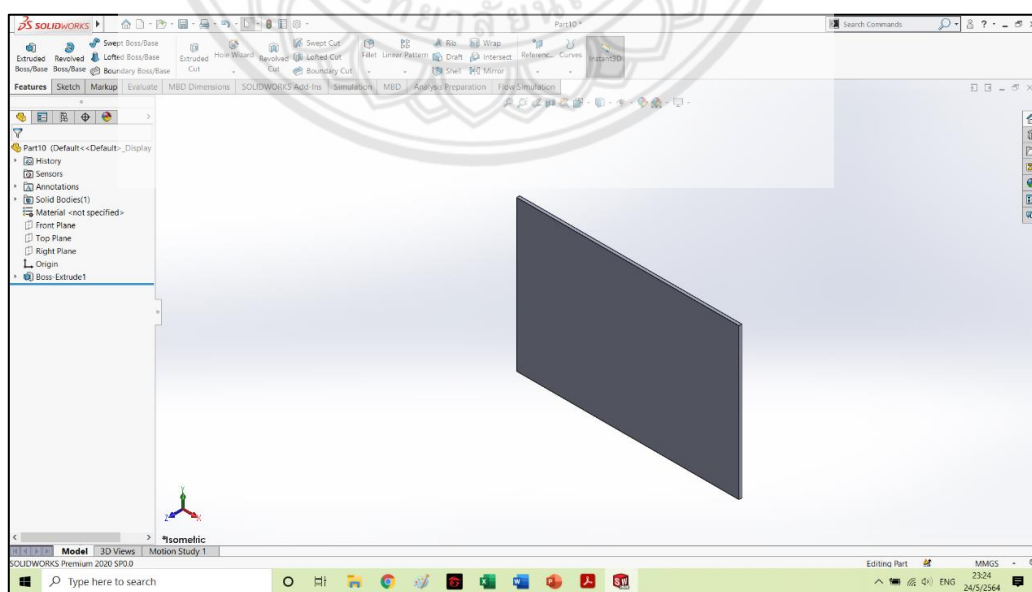 SOLIDWORKS
Part10 *
Search Commands
Extruded Boss/Base
Revolved Boss/Base
Swept Boss/Base
Lofted Boss/Base
Boundary Boss/Base
Extruded Cut
Hole Wizard
Revolved Cut
Swept Cut
Lofted Cut
Boundary Cut
Fillet
Linear Pattern
Rib
Draft
Shell
Wrap
Intersect
Mirror
Referenc...
Curves
Instant3D
Features Sketch Markup Evaluate MBD Dimensions SOLIDWORKS Add-Ins Simulation MBD Analysis Preparation Flow Simulation
Part10 (Default<<Default>_Display
History
Sensors
Annotations
Solid Bodies(1)
Material <not specified>
Front Plane
Top Plane
Right Plane
Origin
Boss-Extrude1
Y
Z
X
*Isometric
Model 3D Views Motion Study 1
SOLIDWORKS Premium 2020 SP0.0
Editing Part
MMGS
Type here to search
ENG
23:24
24/5/2564